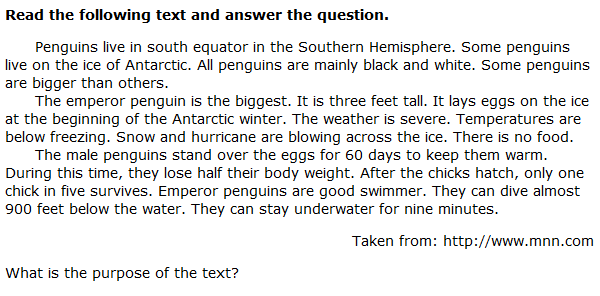 Read the following text and answer the question.
Penguins live in south equator in the Southern Hemisphere. Some penguins
live on the ice of Antarctic. All penguins are mainly black and white. Some penguins
are bigger than others.
The emperor penguin is the biggest. It is three feet tall. It lays eggs on the ice
at the beginning of the Antarctic winter. The weather is severe. Temperatures are
below freezing. Snow and hurricane are blowing across the ice. There is no food.
The male penguins stand over the eggs for 60 days to keep them warm.
During this time, they lose half their body weight. After the chicks hatch, only one
chick in five survives. Emperor penguins are good swimmer. They can dive almost
900 feet below the water. They can stay underwater for nine minutes.
Taken from: http://www.mnn.com
What is the purpose of the text?